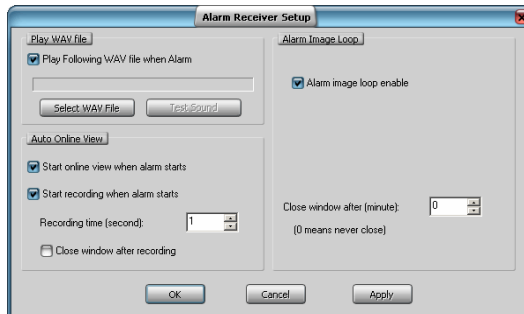 Alarm Receiver Setup
Play WAV file
Play Following WAV file when Alarm
Select WAV File
Test Sound
Auto Online View
Start online view when alarm starts
Start recording when alarm starts
Recording time (second):
1
Close window after recording
Alarm Image Loop
Alarm image loop enable
Close window after (minute):
0
(0 means never close)
OK
Cancel
Apply